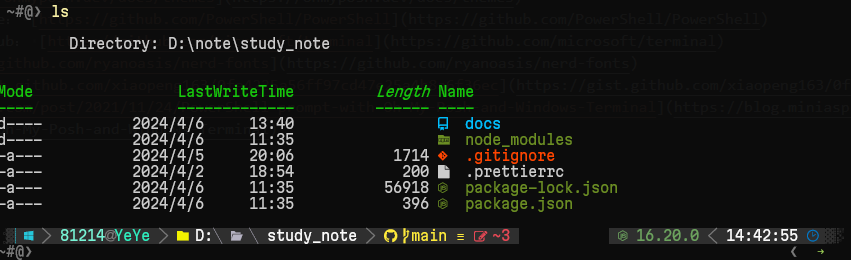 ~#@❯ ls
Directory: D:\note\study_note
Mode LastWriteTime Length Name
---- ------------- ------ ----
d---- 2024/4/6 13:40 docs
d---- 2024/4/6 11:35 node_modules
-a--- 2024/4/5 20:06 1714 .gitignore
-a--- 2024/4/2 18:54 200 .prettierrc
-a--- 2024/4/6 11:35 56918 package-lock.json
-a--- 2024/4/6 11:35 396 package.json
81214@YeYe D:\ study_note main ≡ ~3 16.20.0 14:42:55
~#@❯